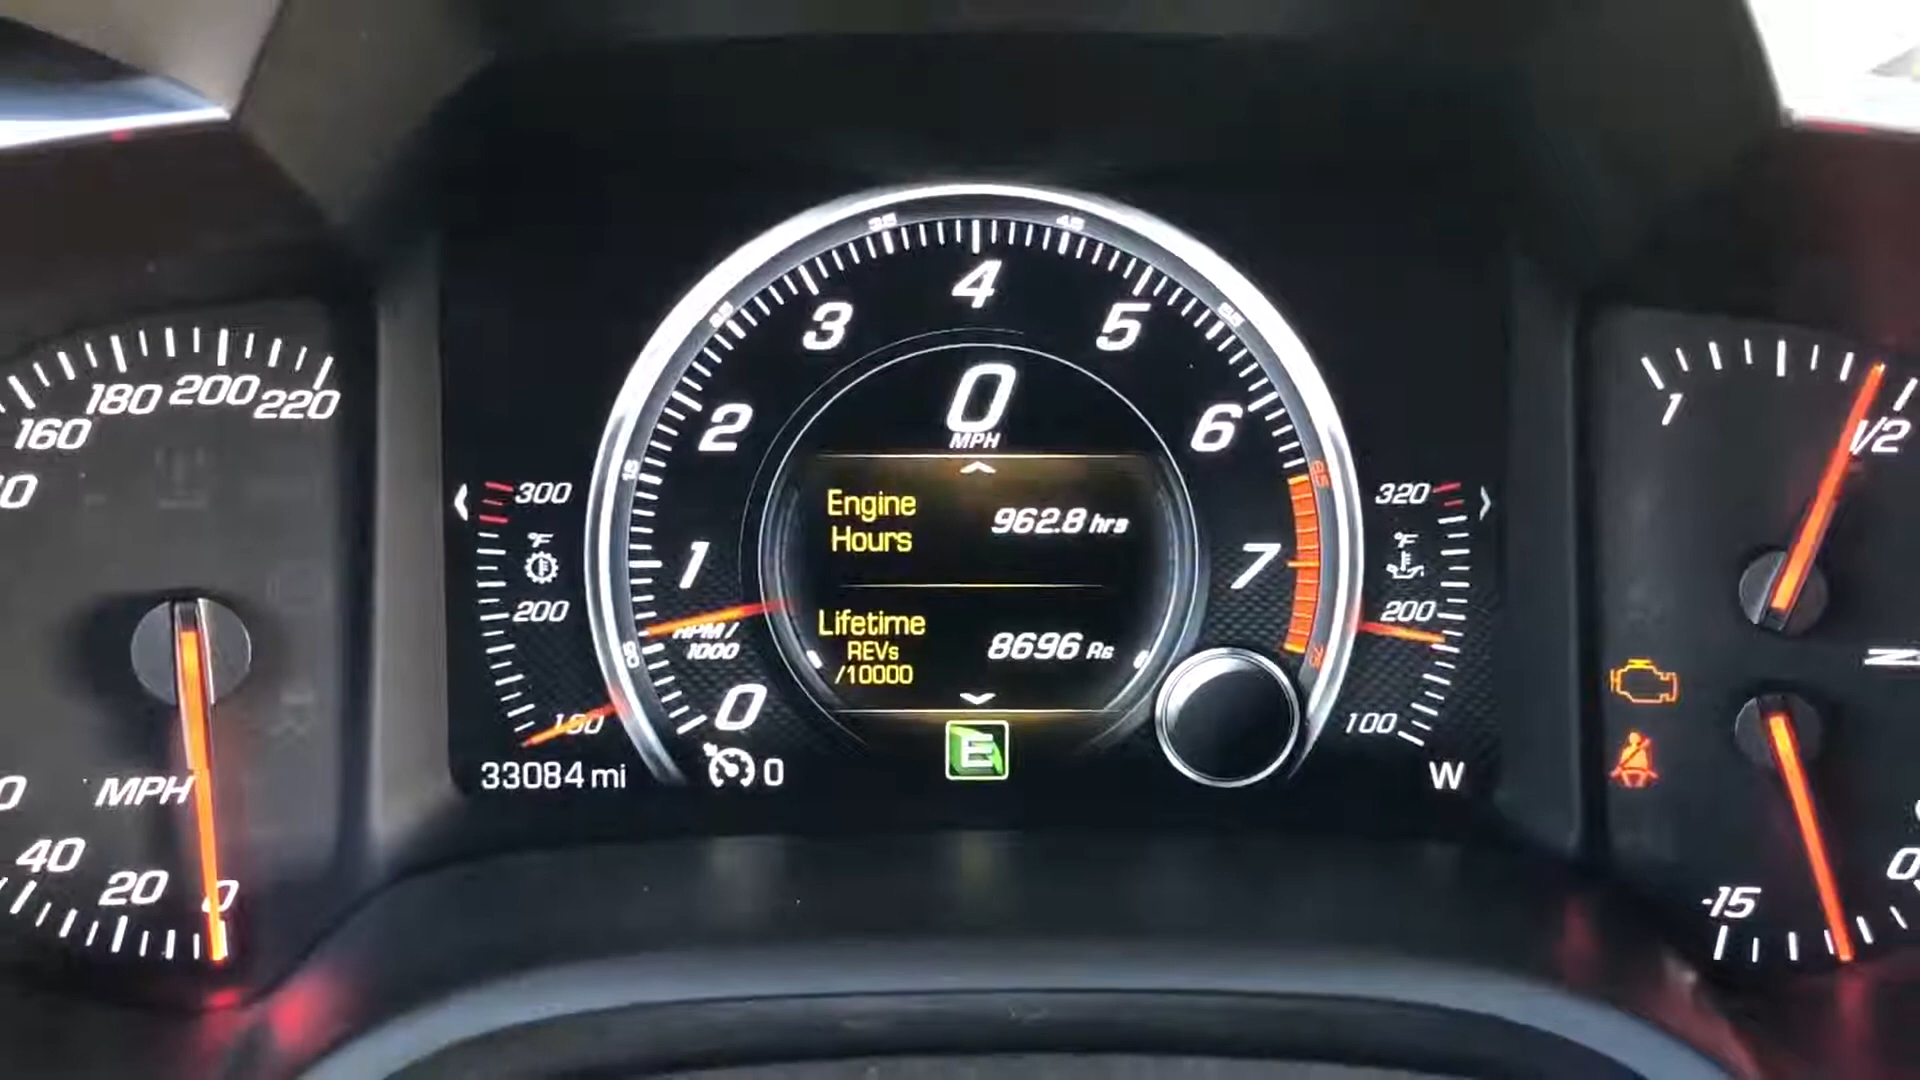 160
180
200
220
MPH
40
20
0
300
°F
200
33084 mi
0
1
2
3
4
5
6
7
RPM/
1000
0
MPH
Engine
Hours
962.8 hrs
Lifetime
REVs
/10000
8696 Rs
E
0
320
°F
200
100
W
1
1/2
-15